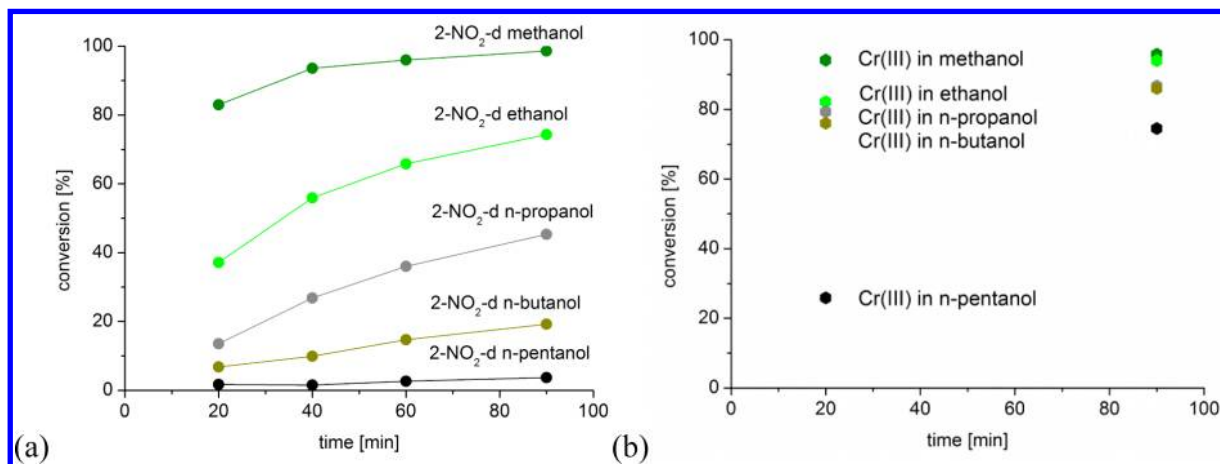 100
80
60
40
20
0
conversion [%]
2-NO2-d methanol
2-NO2-d ethanol
2-NO2-d n-propanol
2-NO2-d n-butanol
2-NO2-d n-pentanol
0 20 40 60 80 100
time [min]
(a)
100
80
60
40
20
0
conversion [%]
Cr(III) in methanol
Cr(III) in ethanol
Cr(III) in n-propanol
Cr(III) in n-butanol
Cr(III) in n-pentanol
0 20 40 60 80 100
time [min]
(b)